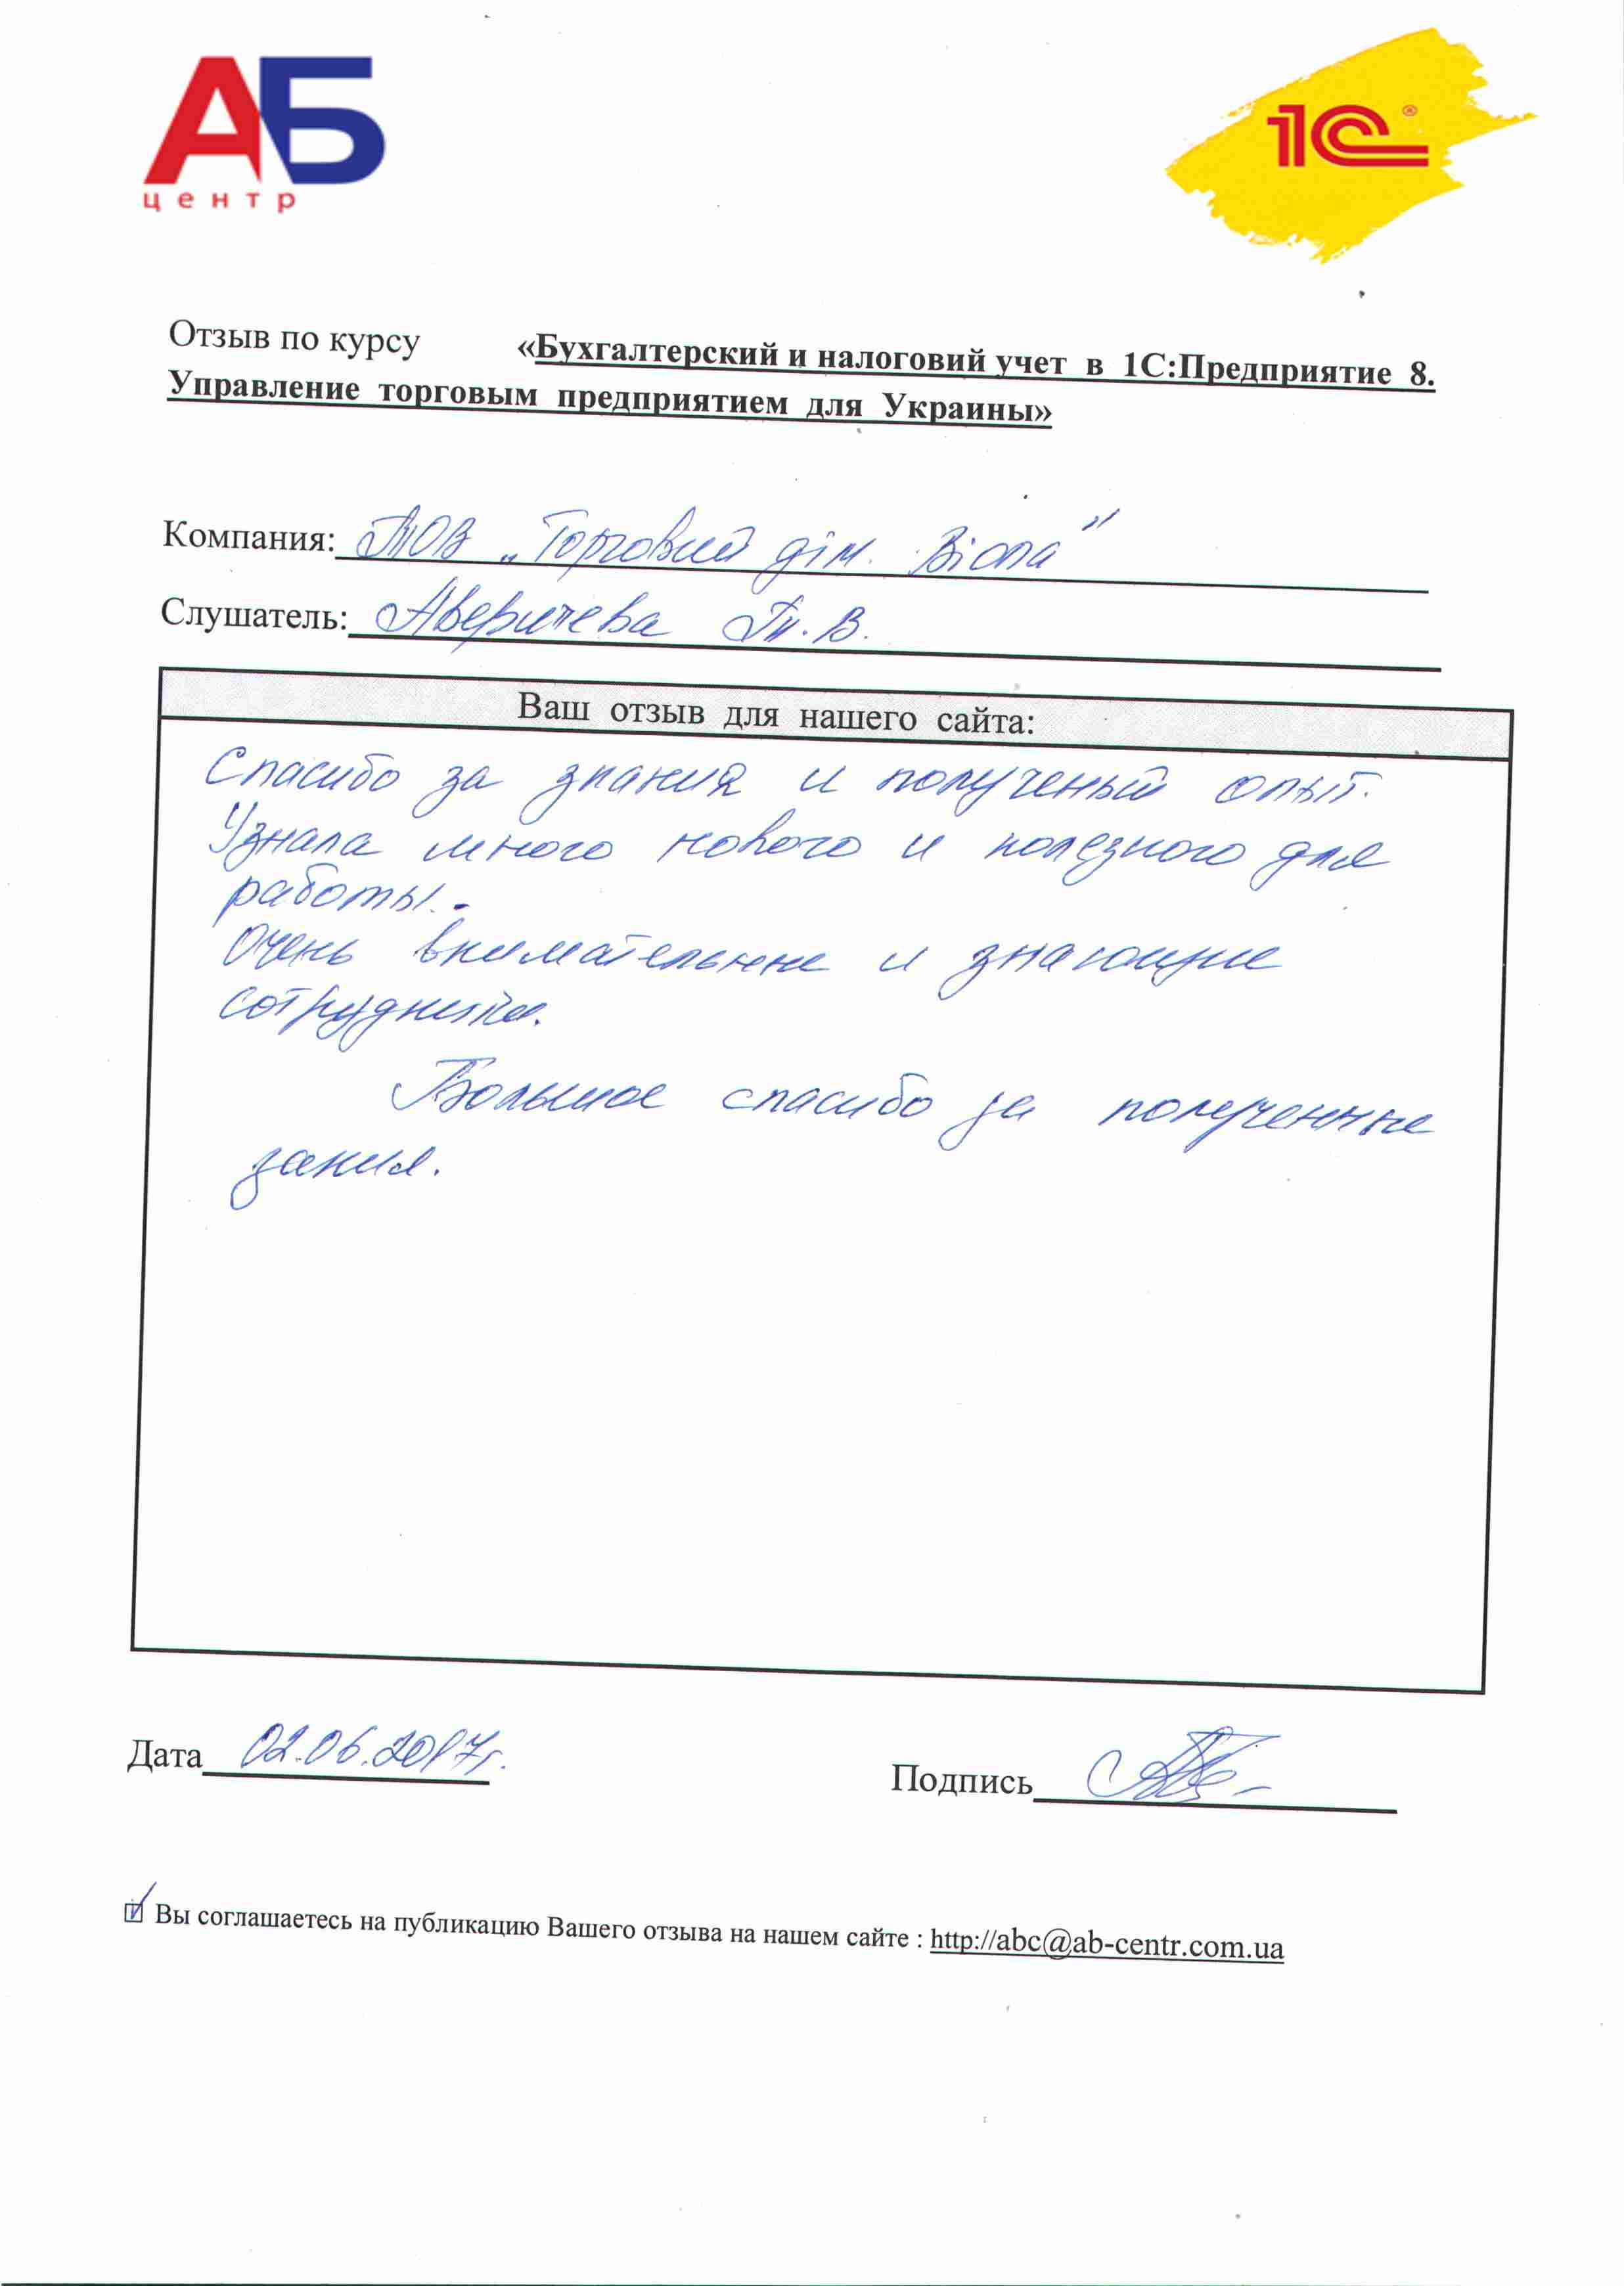 АБ
центр
1С®
Отзыв по курсу «Бухгалтерский и налоговий учет в 1С:Предприятие 8.
Управление торговым предприятием для Украины»
Компания: ТОВ „Торговий дім. Віола"
Слушатель: Аверичева Т.В.
Ваш отзыв для нашего сайта:
Спасибо за знания и полученый опыт.
Узнала много нового и полезного для
работы.
Очень внимательные и знающие
сотрудники.
Большое спасибо за полученные
зания.
Дата 02.06.2017г.
Подпись
Вы соглашаетесь на публикацию Вашего отзыва на нашем сайте : http://abc@ab-centr.com.ua